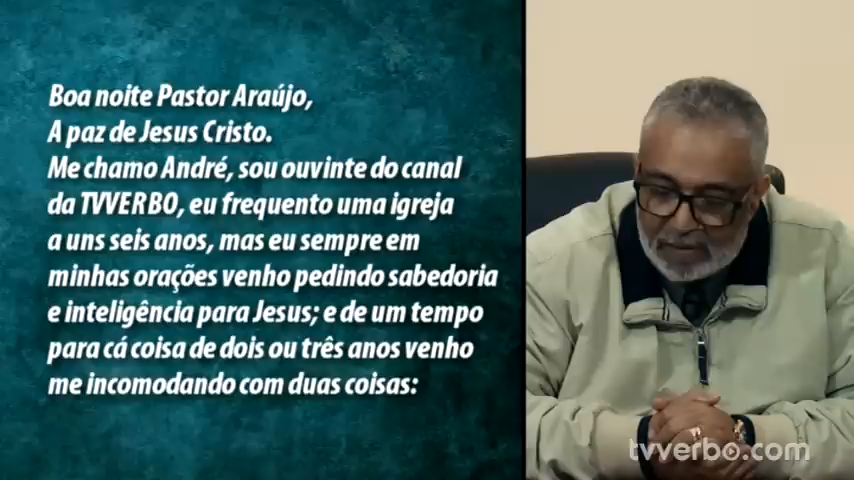 Boa noite Pastor Araújo,
A paz de Jesus Cristo.
Me chamo André, sou ouvinte do canal
da TVVERBO, eu frequento uma igreja
a uns seis anos, mas eu sempre em
minhas orações venho pedindo sabedoria
e inteligência para Jesus; e de um tempo
para cá coisa de dois ou três anos venho
me incomodando com duas coisas:
tvverbo.com